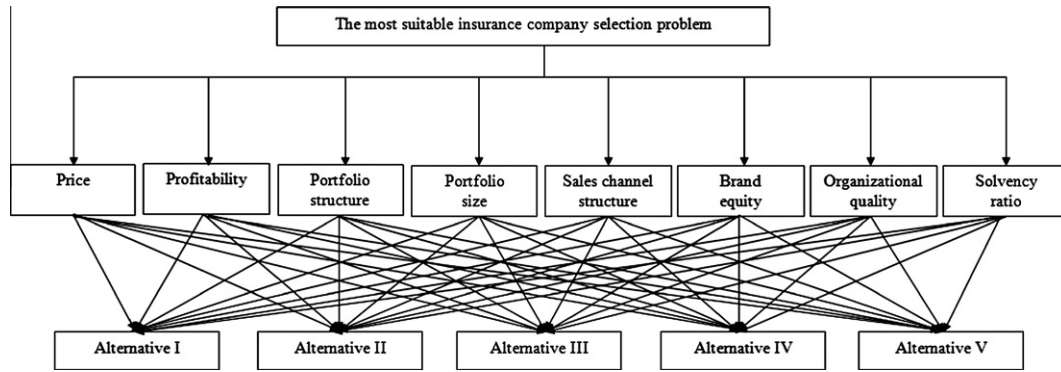 The most suitable insurance company selection problem
Price
Profitability
Portfolio
structure
Portfolio
size
Sales channel
structure
Brand
equity
Organizational
quality
Solvency
ratio
Alternative I
Alternative II
Alternative III
Alternative IV
Alternative V